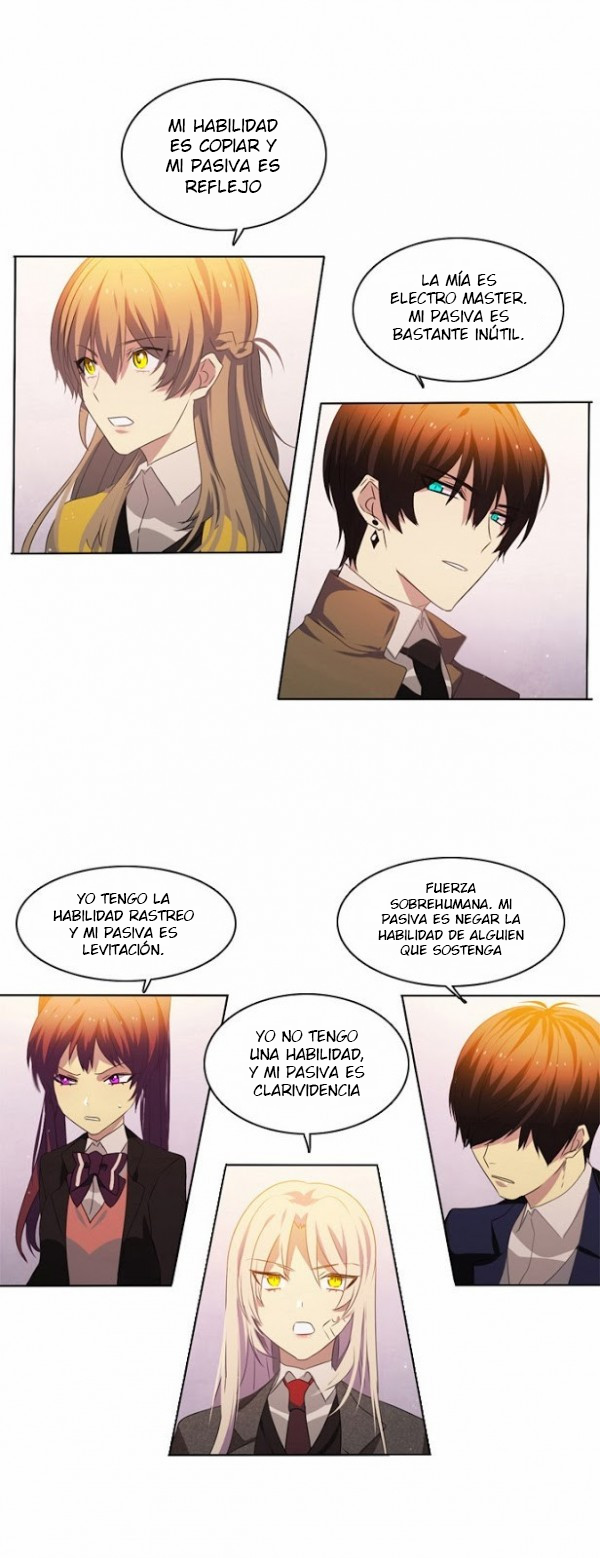 MI HABILIDAD
ES COPIAR Y
MI PASIVA ES
REFLEJO
LA MÍA ES
ELECTRO MASTER.
MI PASIVA ES
BASTANTE INÚTIL.
YO TENGO LA
HABILIDAD RASTREO
Y MI PASIVA ES
LEVITACIÓN.
FUERZA
SOBREHUMANA. MI
PASIVA ES NEGAR LA
HABILIDAD DE ALGUIEN
QUE SOSTENGA
YO NO TENGO
UNA HABILIDAD,
Y MI PASIVA ES
CLARIVIDENCIA